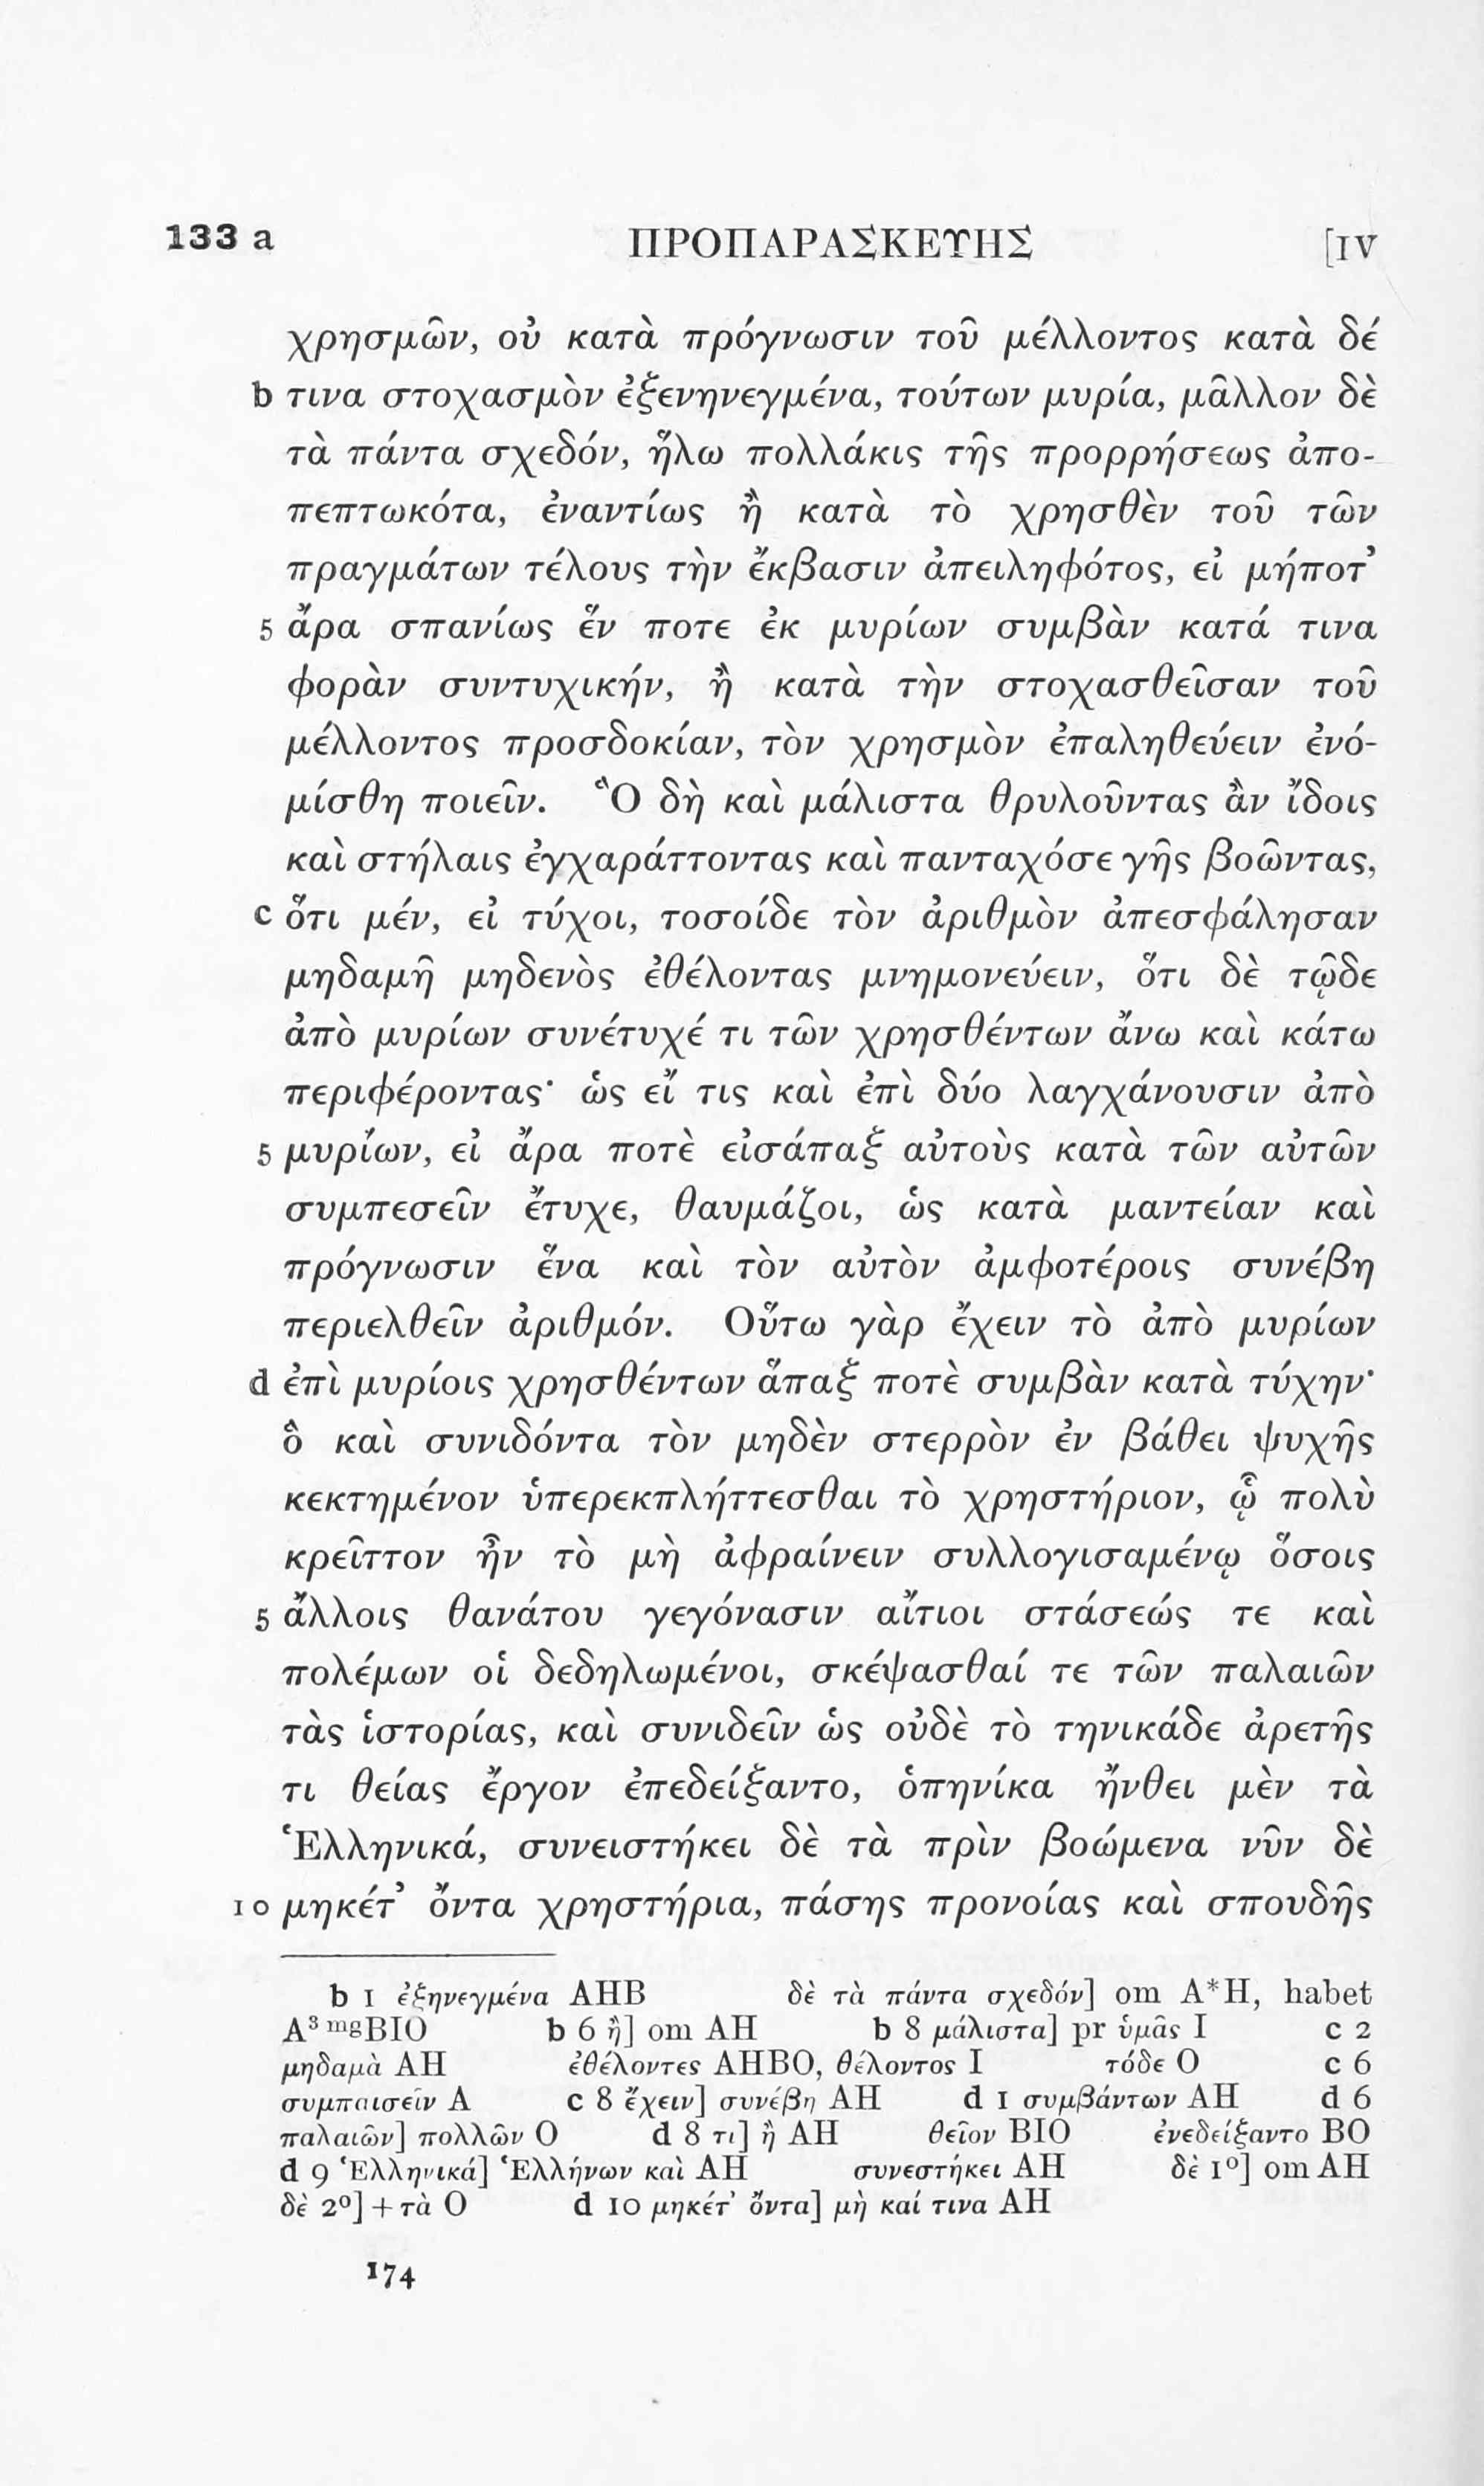 133 a ΠΡΟΠΑΡΑΣΚΕΥΗΣ [IV
χρησμῶν, οὐ κατὰ πρόγνωσιν τοῦ μέλλοντος κατὰ δέ
b τινα στοχασμὸν ἐξενηνεγμένα, τούτων μυρία, μᾶλλον δὲ
τὰ πάντα σχεδόν, ἥλω πολλάκις τῆς προρρήσεως ἀπο-
πεπτωκότα, ἐναντίως ἢ κατὰ τὸ χρησθὲν τοῦ τῶν
πραγμάτων τέλους τὴν ἔκβασιν ἀπειληφότος, εἰ μήποτ’
5 ἄρα σπανίως ἕν ποτε ἐκ μυρίων συμβὰν κατά τινα
φορὰν συντυχικήν, ἢ κατὰ τὴν στοχασθεῖσαν τοῦ
μέλλοντος προσδοκίαν, τὸν χρησμὸν ἐπαληθεύειν ἐνό-
μίσθη ποιεῖν. Ὃ δὴ καὶ μάλιστα θρυλοῦντας ἂν ἴδοις
καὶ στήλαις ἐγχαράττοντας καὶ πανταχόσε γῆς βοῶντας,
c ὅτι μέν, εἰ τύχοι, τοσοίδε τὸν ἀριθμὸν ἀπεσφάλησαν
μηδαμῆ μηδενὸς ἐθέλοντας μνημονεύειν, ὅτι δὲ τῷδε
ἀπὸ μυρίων συνέτυχέ τι τῶν χρησθέντων ἄνω καὶ κάτω
περιφέροντας· ὡς εἴ τις καὶ ἐπὶ δύο λαγχάνουσιν ἀπὸ
5 μυρίων, εἰ ἄρα ποτὲ εἰσάπαξ αὐτοὺς κατὰ τῶν αὐτῶν
συμπεσεῖν ἔτυχε, θαυμάζοι, ὡς κατὰ μαντείαν καὶ
πρόγνωσιν ἕνα καὶ τὸν αὐτὸν ἀμφοτέροις συνέβη
περιελθεῖν ἀριθμόν. Οὕτω γὰρ ἔχειν τὸ ἀπὸ μυρίων
d ἐπὶ μυρίοις χρησθέντων ἅπαξ ποτὲ συμβὰν κατὰ τύχην·
ὃ καὶ συνιδόντα τὸν μηδὲν στερρὸν ἐν βάθει ψυχῆς
κεκτημένον ὑπερεκπλήττεσθαι τὸ χρηστήριον, ᾧ πολὺ
κρεῖττον ἦν τὸ μὴ ἀφραίνειν συλλογισαμένῳ ὅσοις
5 ἄλλοις θανάτου γεγόνασιν αἴτιοι στάσεώς τε καὶ
πολέμων οἱ δεδηλωμένοι, σκέψασθαί τε τῶν παλαιῶν
τὰς ἱστορίας, καὶ συνιδεῖν ὡς οὐδὲ τὸ τηνικάδε ἀρετῆς
τι θείας ἔργον ἐπεδείξαντο, ὁπηνίκα ἤνθει μὲν τὰ
Ἑλληνικά, συνειστήκει δὲ τὰ πρὶν βοώμενα νῦν δὲ
10 μηκέτ’ ὄντα χρηστήρια, πάσης προνοίας καὶ σπουδῆς
b 1 ἐξηνεγμένα AHB δὲ τὰ πάντα σχεδόν] om A*H, habet
A³ᵐᵍBIO b 6 ἢ] om AH b 8 μάλιστα] pr ὑμᾶς I c 2
μηδαμὰ AH ἐθέλοντες AHBO, θέλοντος I τόδε O c 6
συμπαισεῖν A c 8 ἔχειν] συνέβη AH d 1 συμβάντων AH d 6
παλαιῶν] πολλῶν O d 8 τι] ἢ AH θεῖον BIO ἐνεδείξαντο BO
d 9 Ἑλληνικά] Ἑλλήνων καὶ AH συνεστήκει AH δὲ 1º] om AH
δὲ 2º] + τὰ O d 10 μηκέτ’ ὄντα] μὴ καί τινα AH
174